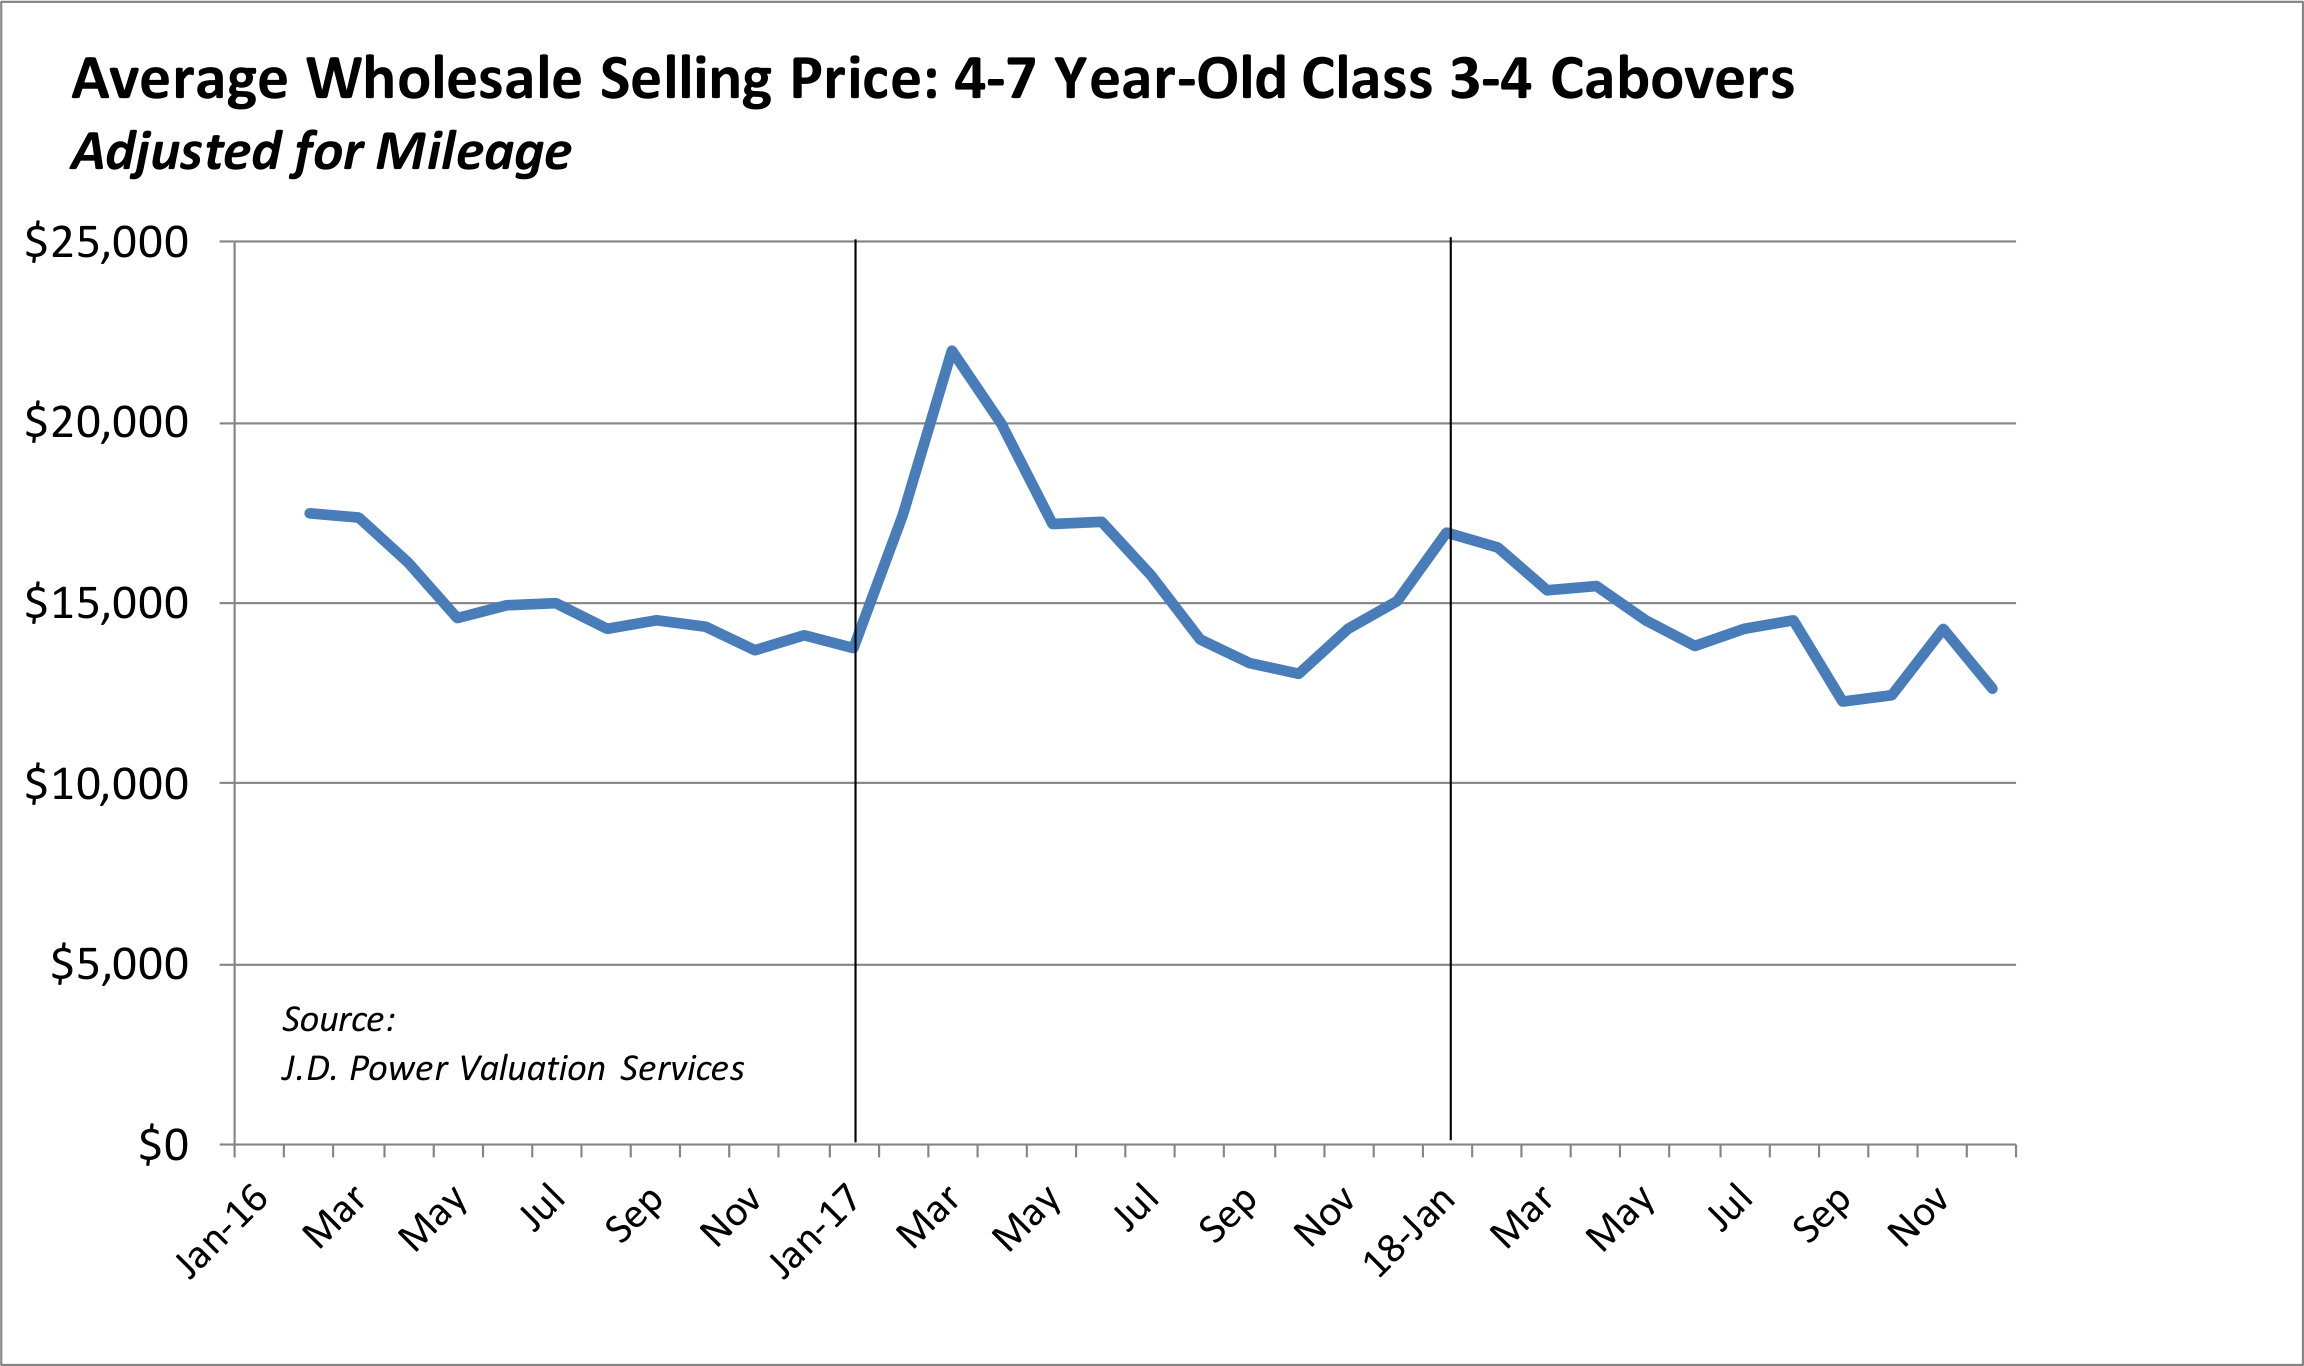 Average Wholesale Selling Price: 4-7 Year-Old Class 3-4 Cabovers
Adjusted for Mileage
$25,000
$20,000
$15,000
$10,000
$5,000
$0
Source:
J.D. Power Valuation Services
Jan-16
Mar
May
Jul
Sep
Nov
Jan-17
Mar
May
Jul
Sep
Nov
18-Jan
Mar
May
Jul
Sep
Nov